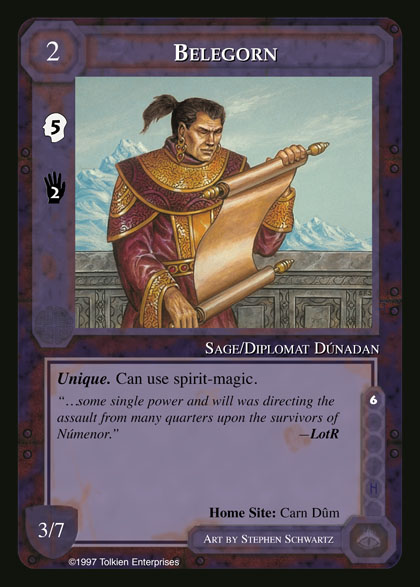 2
BELEGORN
5
2
SAGE/DIPLOMAT DÚNADAN
Unique. Can use spirit-magic.
“…some single power and will was directing the
assault from many quarters upon the survivors of
Númenor.” —LotR
6
H
Home Site: Carn Dûm
3/7
ART BY STEPHEN SCHWARTZ
©1997 Tolkien Enterprises